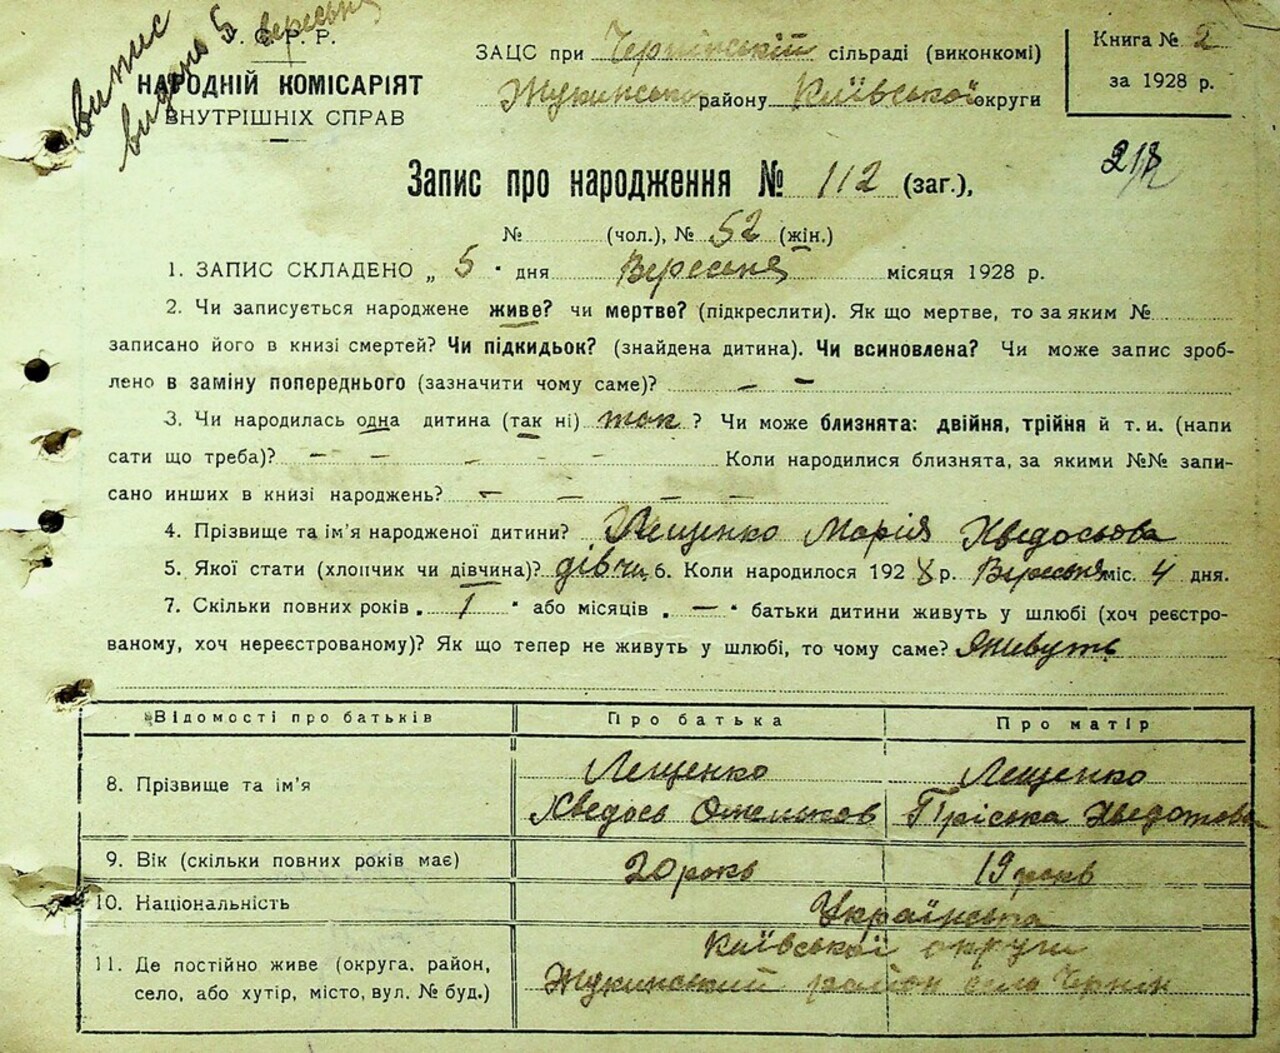 випис
видано 5 вересня
У. С. Р. Р.
НАРОДНІЙ КОМІСАРІЯТ
ВНУТРІШНІХ СПРАВ
ЗАЦС при Чернінській сільраді (виконкомі)
Жукинського району Київської округи
Книга № 2
за 1928 р.
Запис про народження № 112 (заг.),
№ (чол.), № 52 (жін.)
1. ЗАПИС СКЛАДЕНО „ 5 " дня Вересня місяця 1928 р.
2. Чи записується народжене живе? чи мертве? (підкреслити). Як що мертве, то за яким №
записано його в книзі смертей? Чи підкидьок? (знайдена дитина). Чи всиновлена? Чи може запис зроб-
лено в заміну попереднього (зазначити чому саме)? — —
3. Чи народилась одна дитина (так ні) так ? Чи може близнята: двійня, трійня й т. и. (напи
сати що треба)? — — — — — Коли народилися близнята, за якими №№ запи-
сано инших в книзі народжень? — — — —
4. Прізвище та ім'я народженої дитини? Лещенко Марія Хведосьова
5. Якої стати (хлопчик чи дівчина)? дівчи 6. Коли народилося 192 8 р. Вересня міс. 4 дня.
7. Скільки повних років „ 1 " або місяців „ — " батьки дитини живуть у шлюбі (хоч реєстро-
ваному, хоч нереєстрованому)? Як що тепер не живуть у шлюбі, то чому саме? Живуть
Відомості про батьків Про батька Про матір
8. Прізвище та ім'я
Лещенко
Хведось Омельков
Лещенко
Пріська Хведотова
9. Вік (скільки повних років має) 20 років 19 років
10. Національність Українська
11. Де постійно живе (округа, район,
село, або хутір, місто, вул. № буд.)
Київської округи
Жукинський район село Чернін